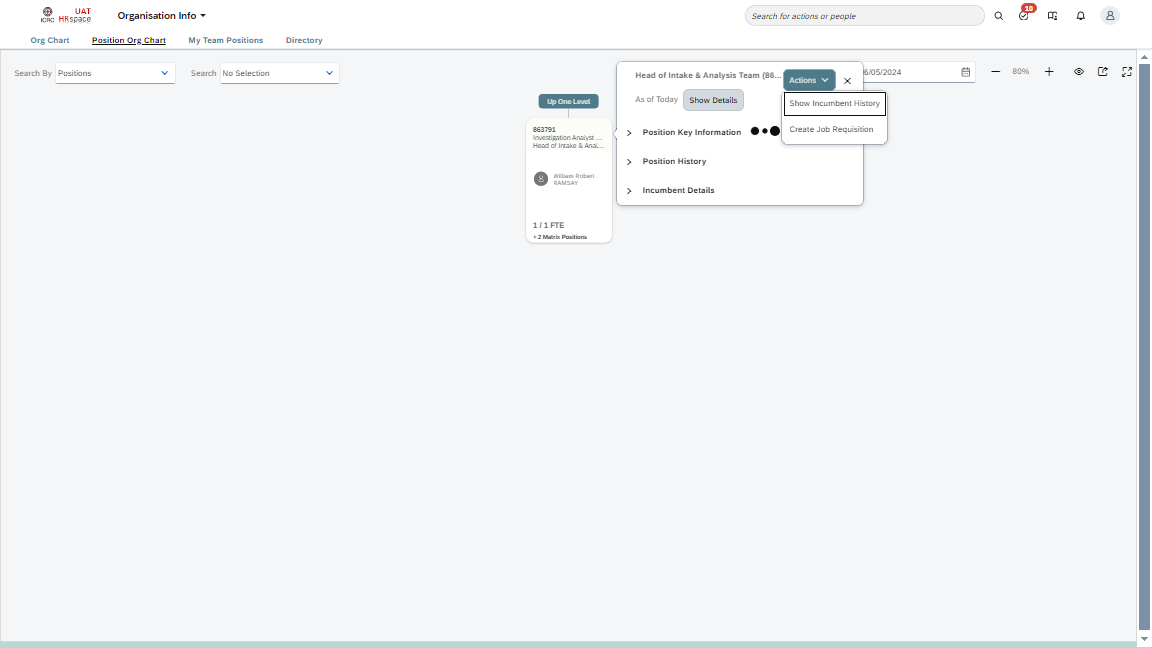 ICRC UAT HRspace
Organisation Info
Search for actions or people
10
Org Chart Position Org Chart My Team Positions Directory
Search By Positions
Search No Selection
Head of Intake & Analysis Team (86...
Actions
6/05/2024
80%
As of Today Show Details
Show Incumbent History
Create Job Requisition
Position Key Information
Position History
Incumbent Details
Up One Level
863791
Investigation Analyst ...
Head of Intake & Anal...
William Robert
RAMSAY
1 / 1 FTE
2 Matrix Positions